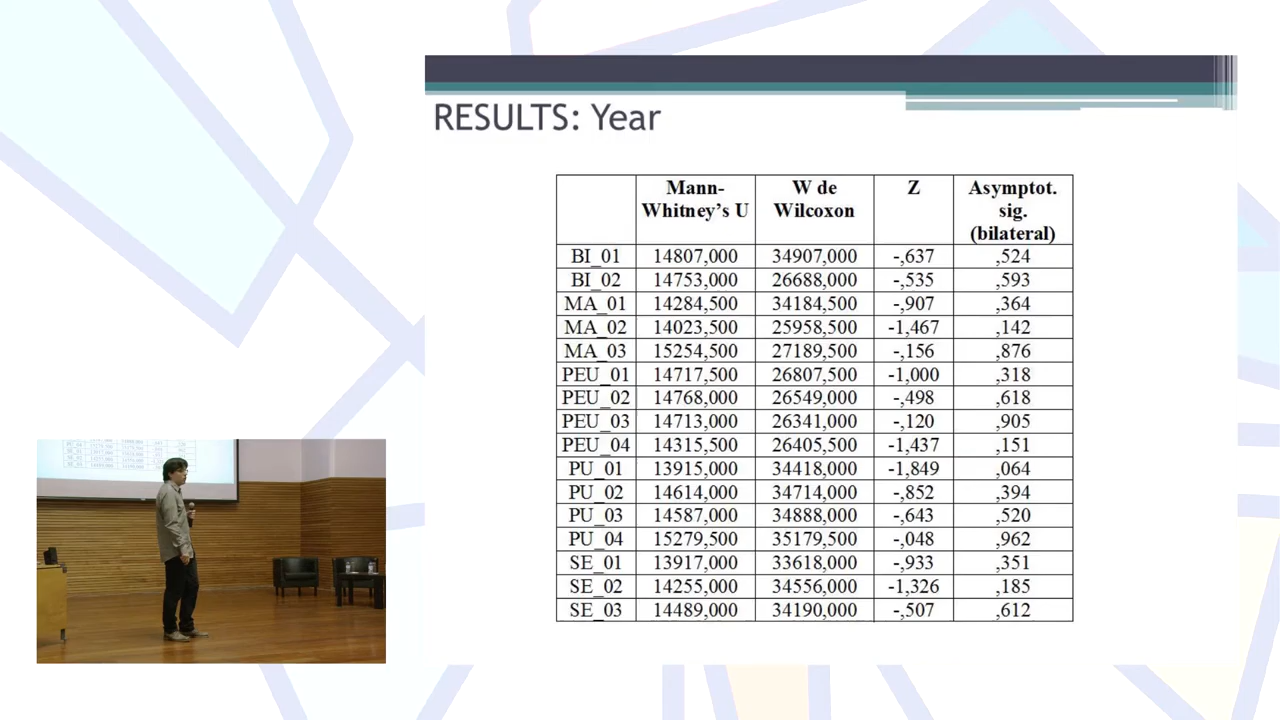 RESULTS: Year
Mann-Whitney's U W de Wilcoxon Z Asymptot. sig. (bilateral)
BI_01 14807,000 34907,000 -,637 ,524
BI_02 14753,000 26688,000 -,535 ,593
MA_01 14284,500 34184,500 -,907 ,364
MA_02 14023,500 25958,500 -1,467 ,142
MA_03 15254,500 27189,500 -,156 ,876
PEU_01 14717,500 26807,500 -1,000 ,318
PEU_02 14768,000 26549,000 -,498 ,618
PEU_03 14713,000 26341,000 -,120 ,905
PEU_04 14315,500 26405,500 -1,437 ,151
PU_01 13915,000 34418,000 -1,849 ,064
PU_02 14614,000 34714,000 -,852 ,394
PU_03 14587,000 34888,000 -,643 ,520
PU_04 15279,500 35179,500 -,048 ,962
SE_01 13917,000 33618,000 -,933 ,351
SE_02 14255,000 34556,000 -1,326 ,185
SE_03 14489,000 34190,000 -,507 ,612